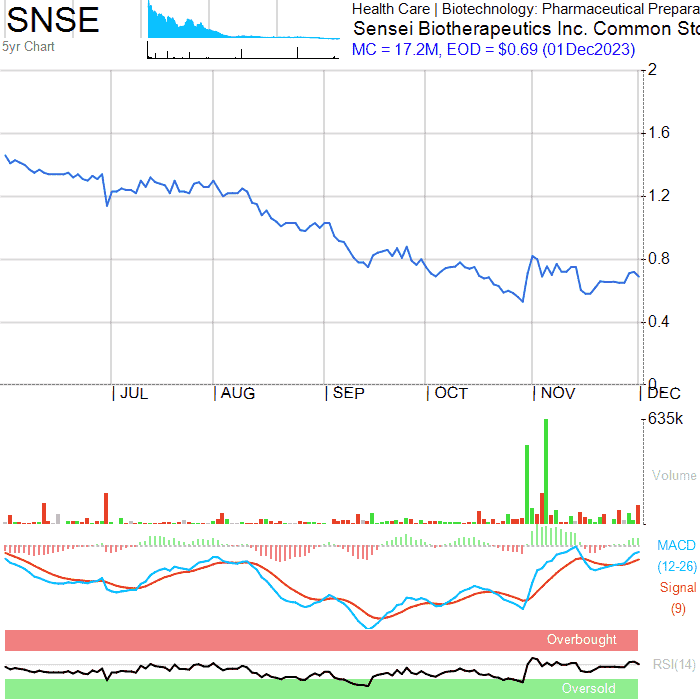 SNSE
5yr Chart
Health Care | Biotechnology: Pharmaceutical Prepara
Sensei Biotherapeutics Inc. Common Sto
MC = 17.2M, EOD = $0.69 (01Dec2023)
2
1.6
1.2
0.8
0.4
0
JUL AUG SEP OCT NOV DEC
635k
Volume
MACD
(12-26)
Signal
(9)
Overbought
RSI(14)
Oversold